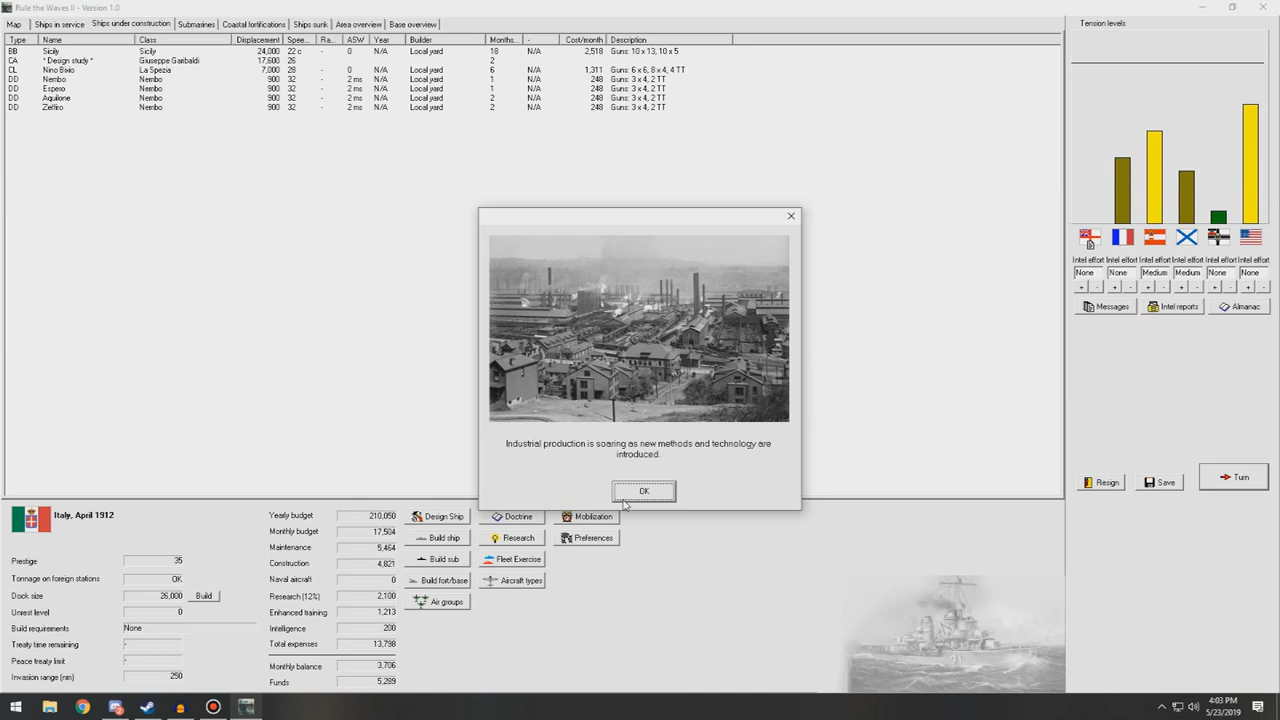 Rule the Waves II - Version 1.0
Map Ships in service Ships under construction Submarines Coastal fortifications Ships sunk Area overview Base overview
Type Name Class Displacement Spee... Ra... ASW Year Builder Months... - Cost/month Description
BB Sicily Sicily 24,000 22 c - 0 N/A Local yard 18 N/A 2,518 Guns: 10 x 13, 10 x 5
CA * Design study * Giuseppe Garibaldi 17,600 26 2
CL Nino Bixio La Spezia 7,000 28 - 0 N/A Local yard 6 N/A 1,311 Guns: 6 x 6, 8 x 4, 4 TT
DD Nembo Nembo 900 32 - 2 ms N/A Local yard 1 N/A 248 Guns: 3 x 4, 2 TT
DD Espero Nembo 900 32 - 2 ms N/A Local yard 1 N/A 248 Guns: 3 x 4, 2 TT
DD Aquilone Nembo 900 32 - 2 ms N/A Local yard 2 N/A 248 Guns: 3 x 4, 2 TT
DD Zeffiro Nembo 900 32 - 2 ms N/A Local yard 2 N/A 248 Guns: 3 x 4, 2 TT
Tension levels
Intel effort Intel effort Intel effort Intel effort Intel effort Intel effort
None None Medium Medium None None
+ - + - + - + - + - + -
Messages Intel reports Almanac
Industrial production is soaring as new methods and technology are
introduced.
OK
Resign Save Turn
Italy, April 1912
Prestige 35
Tonnage on foreign stations OK
Dock size 26,000 Build
Unrest level 0
Build requirements None
Treaty time remaining -
Peace treaty limit -
Invasion range (nm) 250
Yearly budget 210,050
Monthly budget 17,504
Maintenance 5,464
Construction 4,821
Naval aircraft 0
Research (12%) 2,100
Enhanced training 1,213
Intelligence 200
Total expenses 13,798
Monthly balance 3,706
Funds 5,289
Design Ship Doctrine Mobilization
Build ship Research Preferences
Build sub Fleet Exercise
Build fort/base Aircraft types
Air groups
4:03 PM
5/23/2019